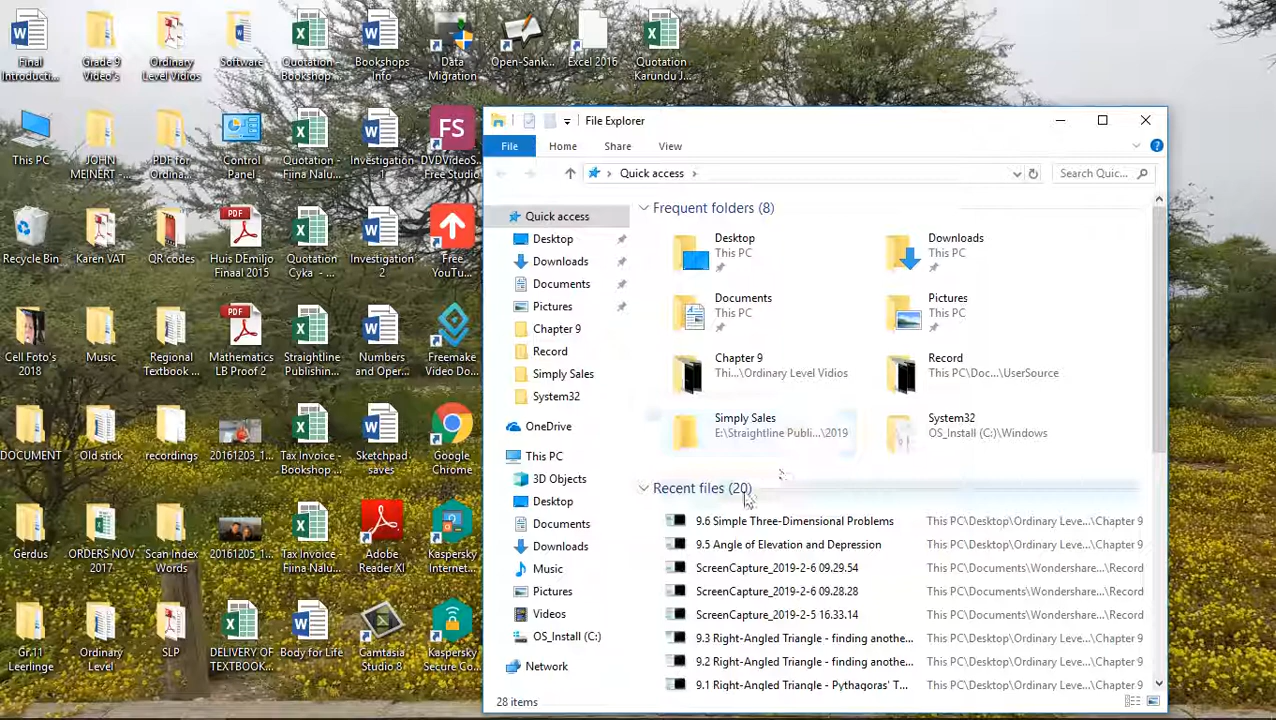 Final Introducti...
Grade 9 Video's
Ordinary Level Vidios
Software
Quotation - Bookshop ...
Bookshops Info
Data Migration
Open-Sank...
Excel 2016
Quotation Karundu J...
This PC
JOHN MEINERT -...
PDF for Ordina...
Control Panel
Quotation - Fiina Nalu...
Investigation 1
DVDVideoS... Free Studio
FS
Recycle Bin
Karen VAT
QR codes
PDF
Huis DEmilio Finaal 2015
Quotation Cyka - ...
Investigation 2
Free YouTu...
Cell Foto's 2018
Music
Regional Textbook ...
PDF
Mathematics LB Proof 2
Straightline Publishin...
Numbers and Oper...
Freemake Video Do...
DOCUMENT
Old stick
recordings
20161203_1...
Tax Invoice - Bookshop ...
Sketchpad saves
Google Chrome
Gerdus
ORDERS NOV 2017
Scan Index Words
20161205_1...
Tax Invoice - Fiina Nalu...
Adobe Reader XI
Kaspersky Internet...
Gr.11 Leerlinge
Ordinary Level
SLP
DELIVERY OF TEXTBOOK...
Body for Life
Camtasia Studio 8
Kaspersky Secure Co...
File Explorer
File
Home
Share
View
Quick access
Search Quic...
Quick access
Desktop
Downloads
Documents
Pictures
Chapter 9
Record
Simply Sales
System32
OneDrive
This PC
3D Objects
Desktop
Documents
Downloads
Music
Pictures
Videos
OS_Install (C:)
Network
Frequent folders (8)
Desktop
This PC
Downloads
This PC
Documents
This PC
Pictures
This PC
Chapter 9
Thi...\Ordinary Level Vidios
Record
This PC\Doc...\UserSource
Simply Sales
E:\Straightline Publi...\2019
System32
OS_Install (C:)\Windows
Recent files (20)
9.6 Simple Three-Dimensional Problems This PC\Desktop\Ordinary Leve...\Chapter 9
9.5 Angle of Elevation and Depression This PC\Desktop\Ordinary Leve...\Chapter 9
ScreenCapture_2019-2-6 09.29.54 This PC\Documents\Wondershare...\Record
ScreenCapture_2019-2-6 09.28.28 This PC\Documents\Wondershare...\Record
ScreenCapture_2019-2-5 16.33.14 This PC\Documents\Wondershare...\Record
9.3 Right-Angled Triangle - finding anothe... This PC\Desktop\Ordinary Leve...\Chapter 9
9.2 Right-Angled Triangle - finding anothe... This PC\Desktop\Ordinary Leve...\Chapter 9
9.1 Right-Angled Triangle - Pythagoras' T... This PC\Desktop\Ordinary Leve...\Chapter 9
28 items